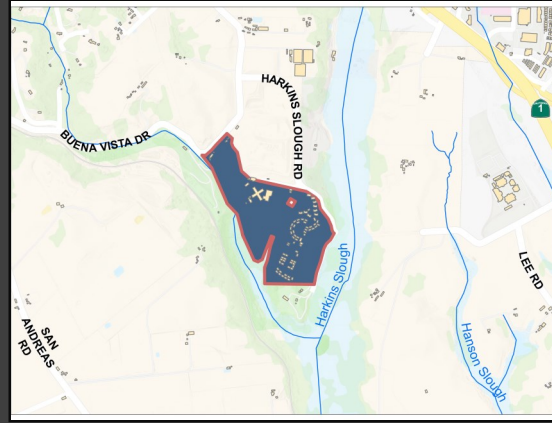 1
HARKINS SLOUGH RD
BUENA VISTA DR
Harkins Slough
LEE RD
SAN
ANDREAS
RD
Hanson Slough